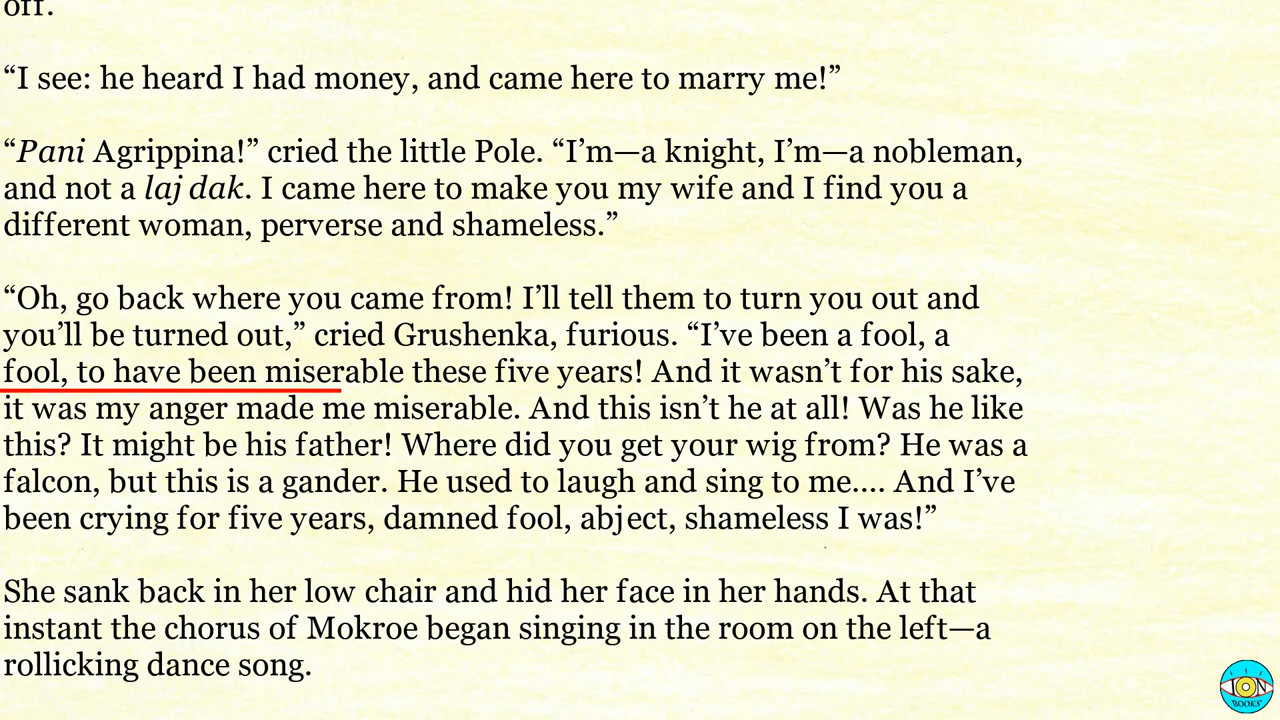 off.
“I see: he heard I had money, and came here to marry me!”
“Pani Agrippina!” cried the little Pole. “I’m—a knight, I’m—a nobleman,
and not a laj dak. I came here to make you my wife and I find you a
different woman, perverse and shameless.”
“Oh, go back where you came from! I’ll tell them to turn you out and
you’ll be turned out,” cried Grushenka, furious. “I’ve been a fool, a
fool, to have been miserable these five years! And it wasn’t for his sake,
it was my anger made me miserable. And this isn’t he at all! Was he like
this? It might be his father! Where did you get your wig from? He was a
falcon, but this is a gander. He used to laugh and sing to me.... And I’ve
been crying for five years, damned fool, abject, shameless I was!”
She sank back in her low chair and hid her face in her hands. At that
instant the chorus of Mokroe began singing in the room on the left—a
rollicking dance song.
ION
BOOKS